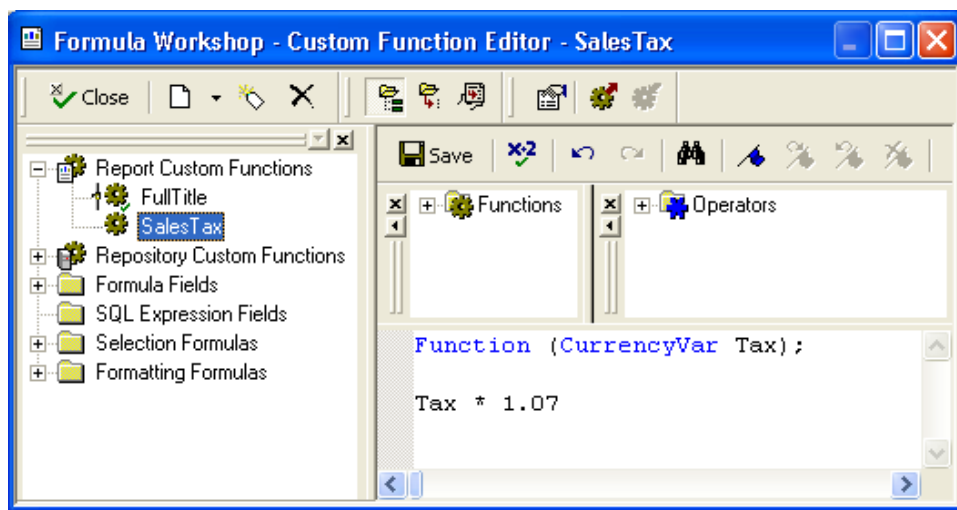 Formula Workshop - Custom Function Editor - SalesTax
Close
Report Custom Functions
FullTitle
SalesTax
Repository Custom Functions
Formula Fields
SQL Expression Fields
Selection Formulas
Formatting Formulas
Save X+2
Functions
Operators
Function (CurrencyVar Tax);
Tax * 1.07